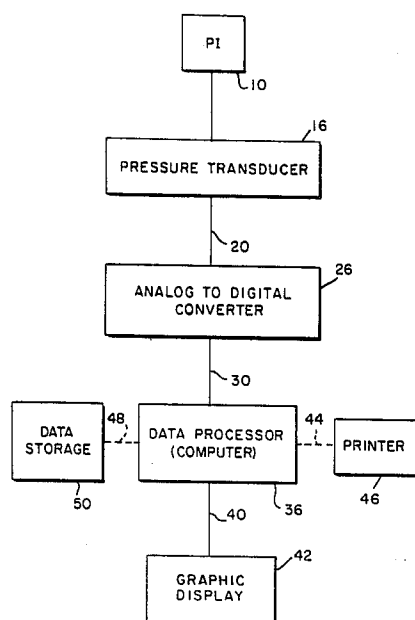 PI
10
16
PRESSURE TRANSDUCER
20
26
ANALOG TO DIGITAL
CONVERTER
30
DATA
STORAGE
50
48
DATA PROCESSOR
(COMPUTER)
36
44
PRINTER
46
40
42
GRAPHIC
DISPLAY